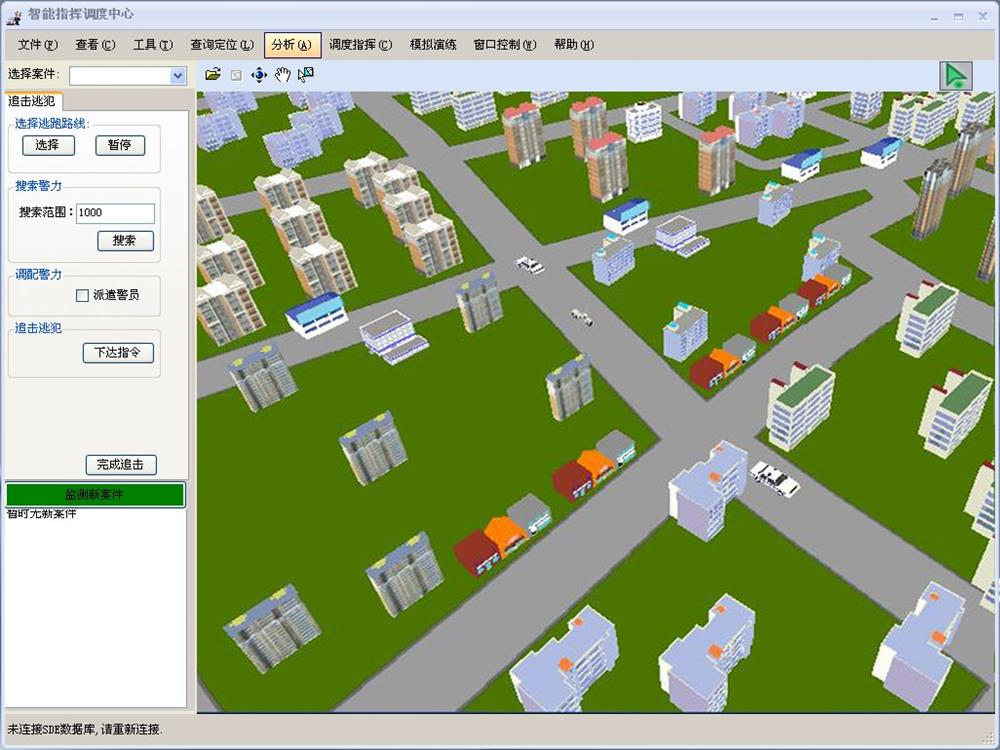 智能指挥调度中心
文件(F) 查看(C) 工具(T) 查询定位(L) 分析(A) 调度指挥(C) 模拟演练 窗口控制(W) 帮助(H)
选择案件:
追击逃犯
选择逃跑路线:
选择 暂停
搜索警力
搜索范围: 1000
搜索
调配警力
派遣警员
追击逃犯
下达指令
完成追击
监测新案件
暂时无新案件
未连接SDE数据库,请重新连接.